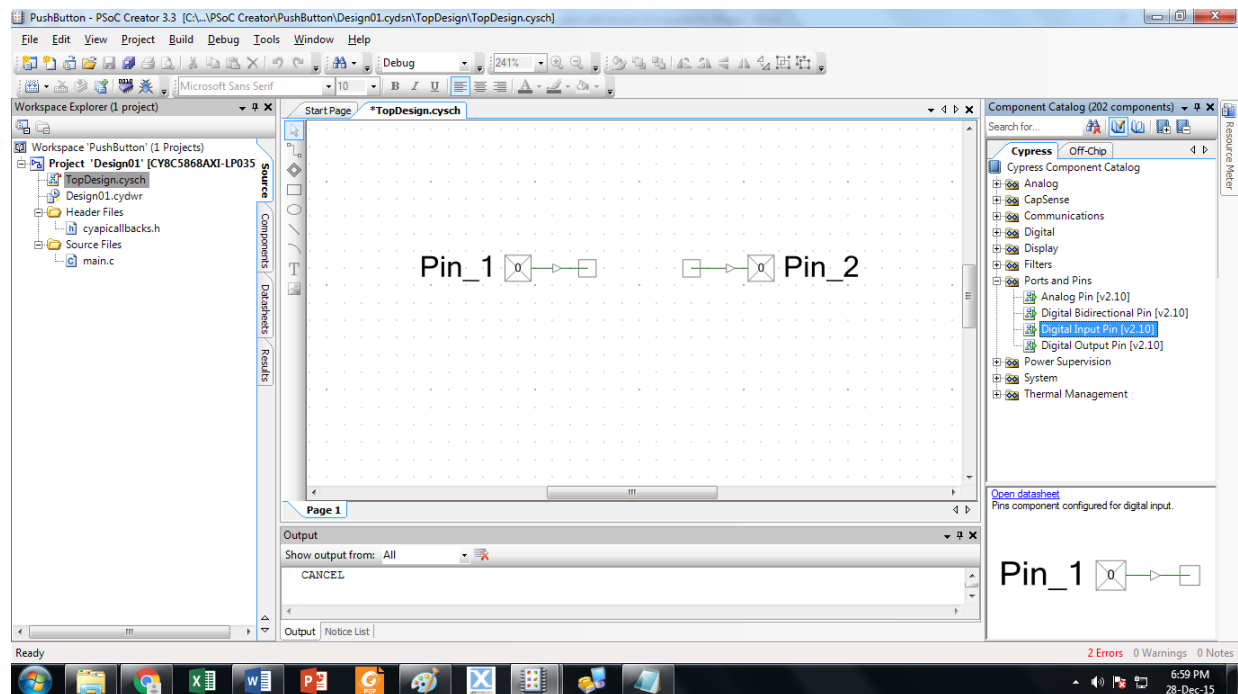 PushButton - PSoC Creator 3.3 [C:\...\PSoC Creator\PushButton\Design01.cydsn\TopDesign\TopDesign.cysch]
File Edit View Project Build Debug Tools Window Help
Debug 241%
Microsoft Sans Serif 10 B I U A
Workspace Explorer (1 project)
Workspace 'PushButton' (1 Projects)
Project 'Design01' [CY8C5868AXI-LP035
TopDesign.cysch
Design01.cydwr
Header Files
cyapicallbacks.h
Source Files
main.c
Source
Components
Datasheets
Results
Start Page *TopDesign.cysch
Pin_1 0
0 Pin_2
Page 1
Output
Show output from: All
CANCEL
Output Notice List
Component Catalog (202 components)
Search for...
Cypress Off-Chip
Cypress Component Catalog
Analog
CapSense
Communications
Digital
Display
Filters
Ports and Pins
Analog Pin [v2.10]
Digital Bidirectional Pin [v2.10]
Digital Input Pin [v2.10]
Digital Output Pin [v2.10]
Power Supervision
System
Thermal Management
Open datasheet
Pins component configured for digital input.
Pin_1 0
Resource Meter
Ready
2 Errors 0 Warnings 0 Notes
6:59 PM
28-Dec-15